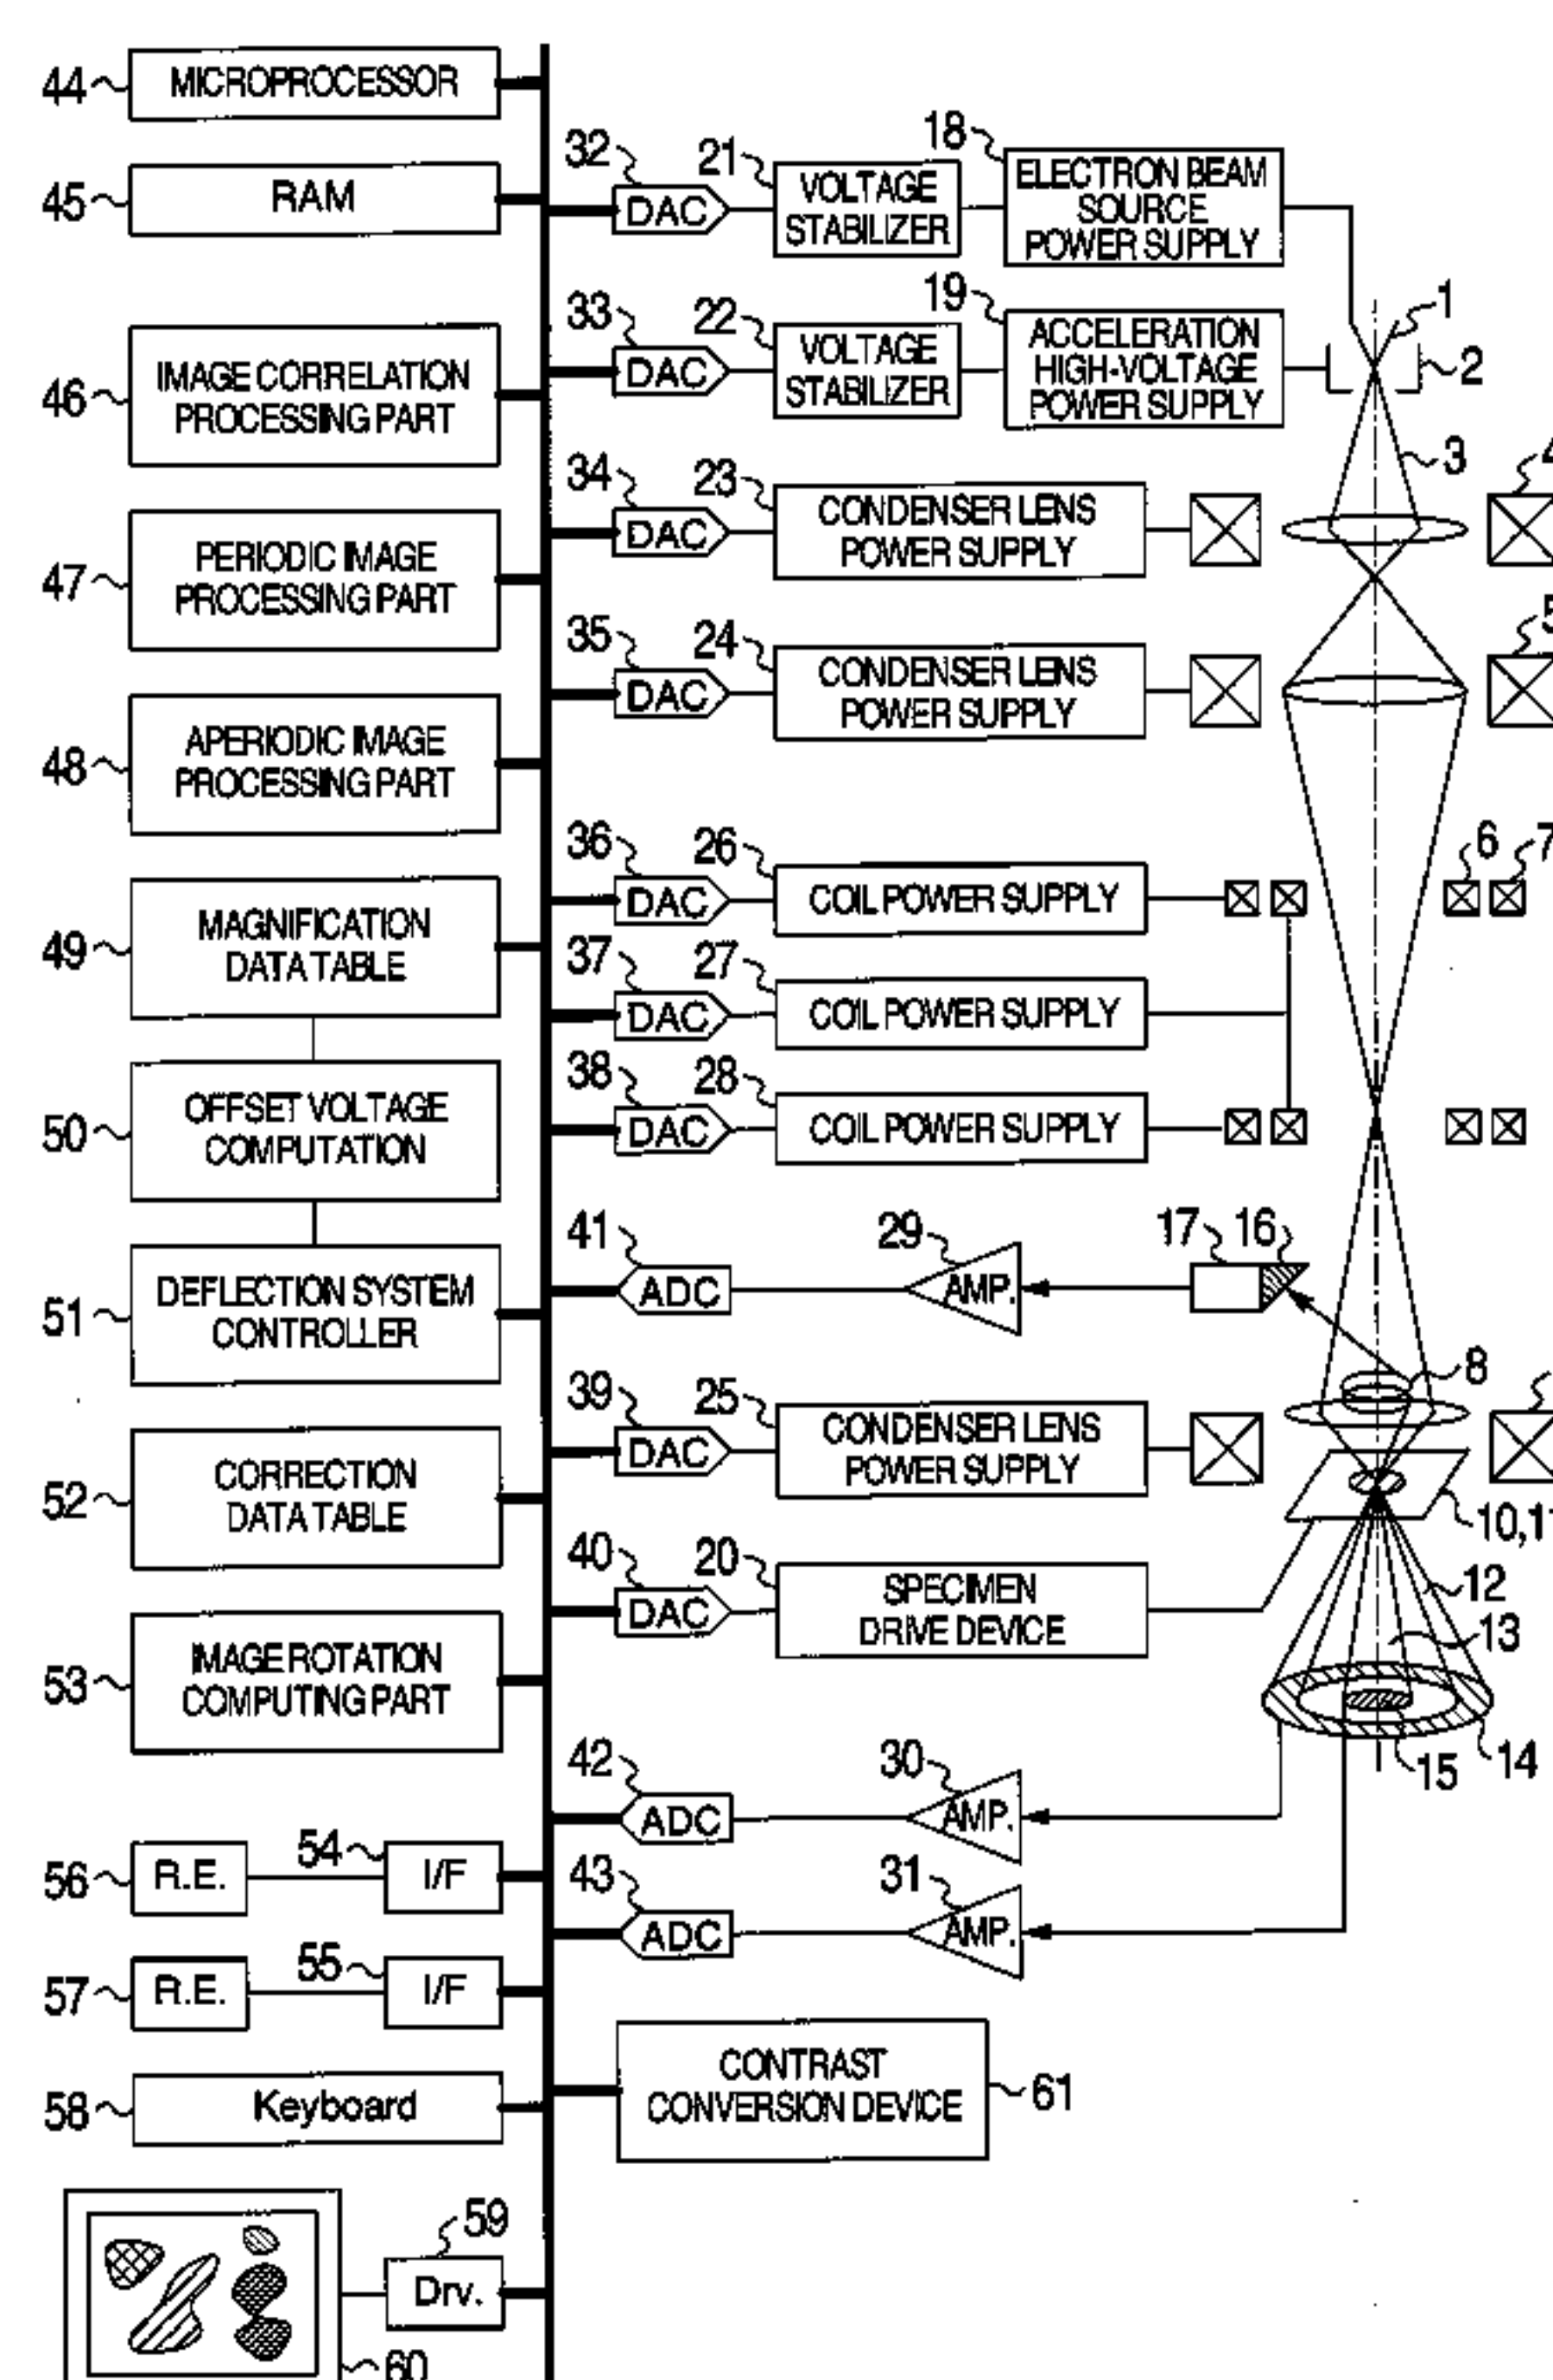 44
MICROPROCESSOR
45
RAM
46
IMAGE CORRELATION
PROCESSING PART
47
PERIODIC IMAGE
PROCESSING PART
48
APERIODIC IMAGE
PROCESSING PART
49
MAGNIFICATION
DATA TABLE
50
OFFSET VOLTAGE
COMPUTATION
51
DEFLECTION SYSTEM
CONTROLLER
52
CORRECTION
DATA TABLE
53
IMAGE ROTATION
COMPUTING PART
56
R.E.
54
I/F
57
R.E.
55
I/F
58
Keyboard
59
Drv.
60
32
DAC
21
VOLTAGE
STABILIZER
18
ELECTRON BEAM
SOURCE
POWER SUPPLY
1
33
DAC
22
VOLTAGE
STABILIZER
19
ACCELERATION
HIGH-VOLTAGE
POWER SUPPLY
2
3
34
DAC
23
CONDENSER LENS
POWER SUPPLY
4
35
DAC
24
CONDENSER LENS
POWER SUPPLY
5
36
DAC
26
COIL POWER SUPPLY
6
7
37
DAC
27
COIL POWER SUPPLY
38
DAC
28
COIL POWER SUPPLY
41
ADC
29
AMP.
17
16
8
39
DAC
25
CONDENSER LENS
POWER SUPPLY
10,11
40
DAC
20
SPECIMEN
DRIVE DEVICE
12
13
14
15
42
ADC
30
AMP.
43
ADC
31
AMP.
CONTRAST
CONVERSION DEVICE
61